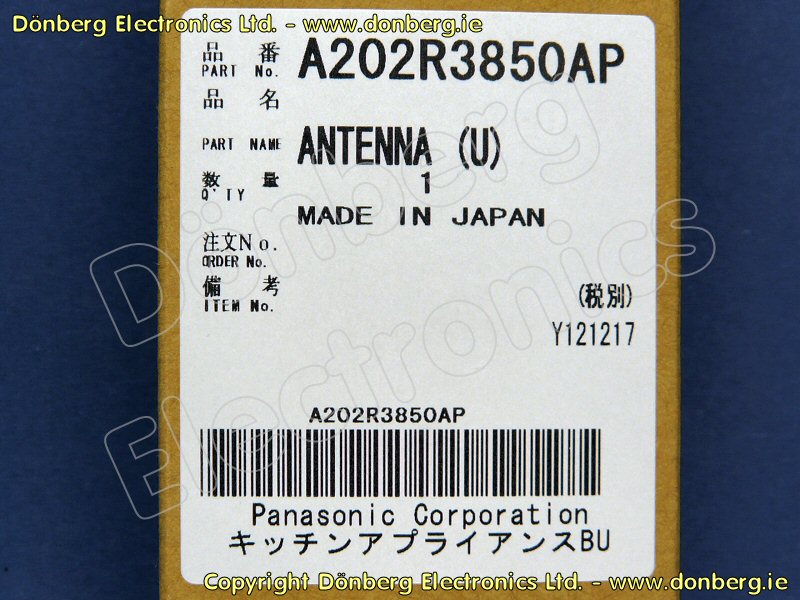 Dönberg Electronics Ltd. - www.donberg.ie
品 番 A202R3850AP
PART No.
品 名
PART NAME ANTENNA (U)
数 量 1
Q'TY
MADE IN JAPAN
注文No.
ORDER No.
備 考
ITEM No.
(税別)
Y121217
Dönberg
Electronics
A202R3850AP
Panasonic Corporation
キッチンアプライアンスBU
Copyright Dönberg Electronics Ltd. - www.donberg.ie